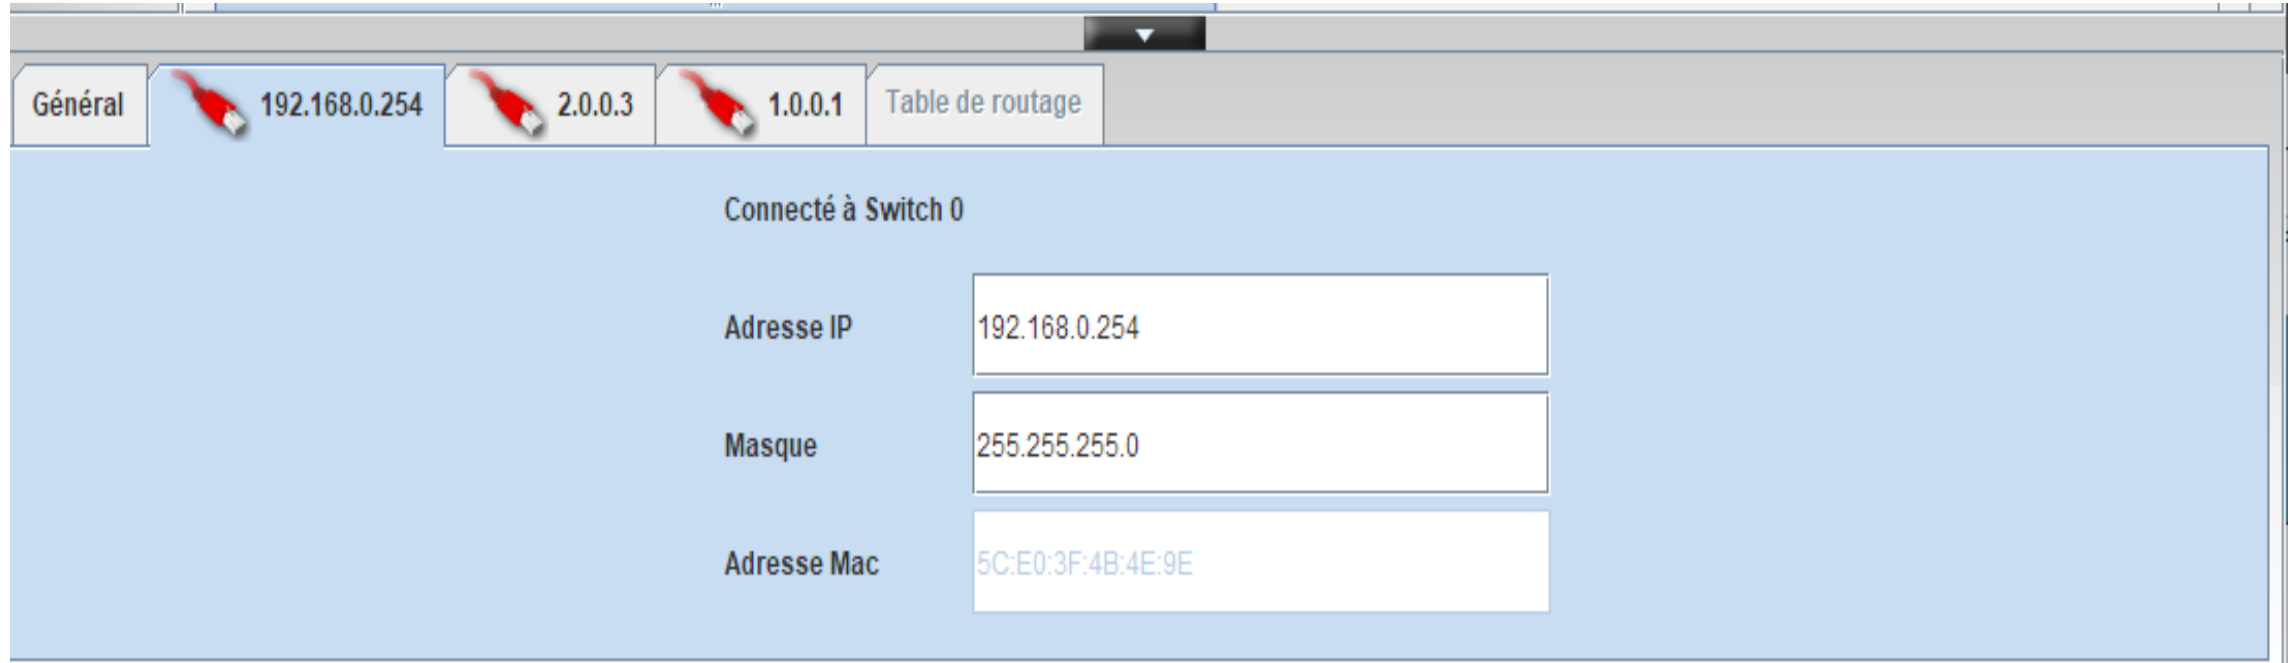 Général 192.168.0.254 2.0.0.3 1.0.0.1 Table de routage
Connecté à Switch 0
Adresse IP 192.168.0.254
Masque 255.255.255.0
Adresse Mac 5C:E0:3F:4B:4E:9E